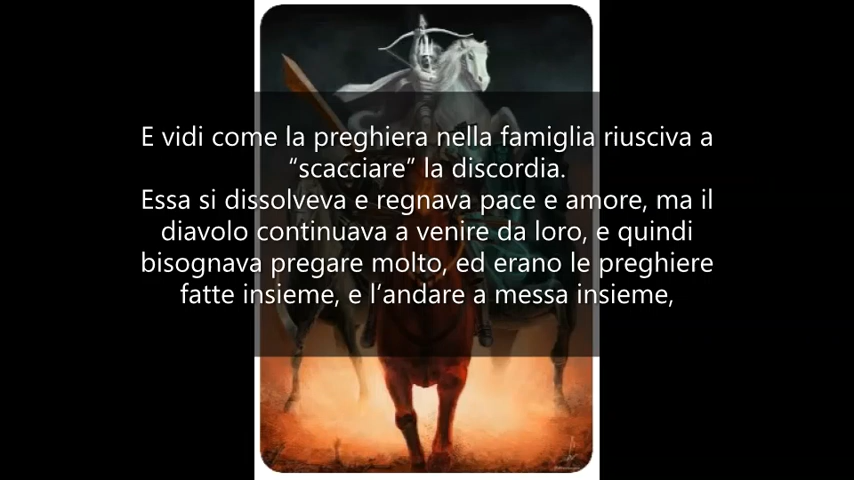 E vidi come la preghiera nella famiglia riusciva a
“scacciare” la discordia.
Essa si dissolveva e regnava pace e amore, ma il
diavolo continuava a venire da loro, e quindi
bisognava pregare molto, ed erano le preghiere
fatte insieme, e l’andare a messa insieme,